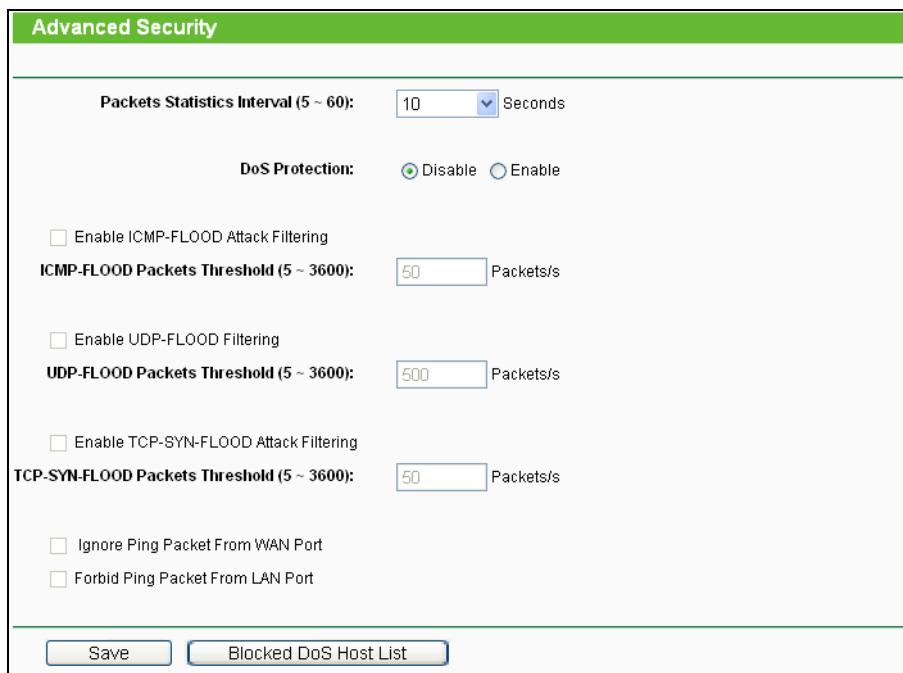 Advanced Security
Packets Statistics Interval (5 ~ 60): 10 Seconds
DoS Protection: Disable Enable
Enable ICMP-FLOOD Attack Filtering
ICMP-FLOOD Packets Threshold (5 ~ 3600): 50 Packets/s
Enable UDP-FLOOD Filtering
UDP-FLOOD Packets Threshold (5 ~ 3600): 500 Packets/s
Enable TCP-SYN-FLOOD Attack Filtering
TCP-SYN-FLOOD Packets Threshold (5 ~ 3600): 50 Packets/s
Ignore Ping Packet From WAN Port
Forbid Ping Packet From LAN Port
Save Blocked DoS Host List